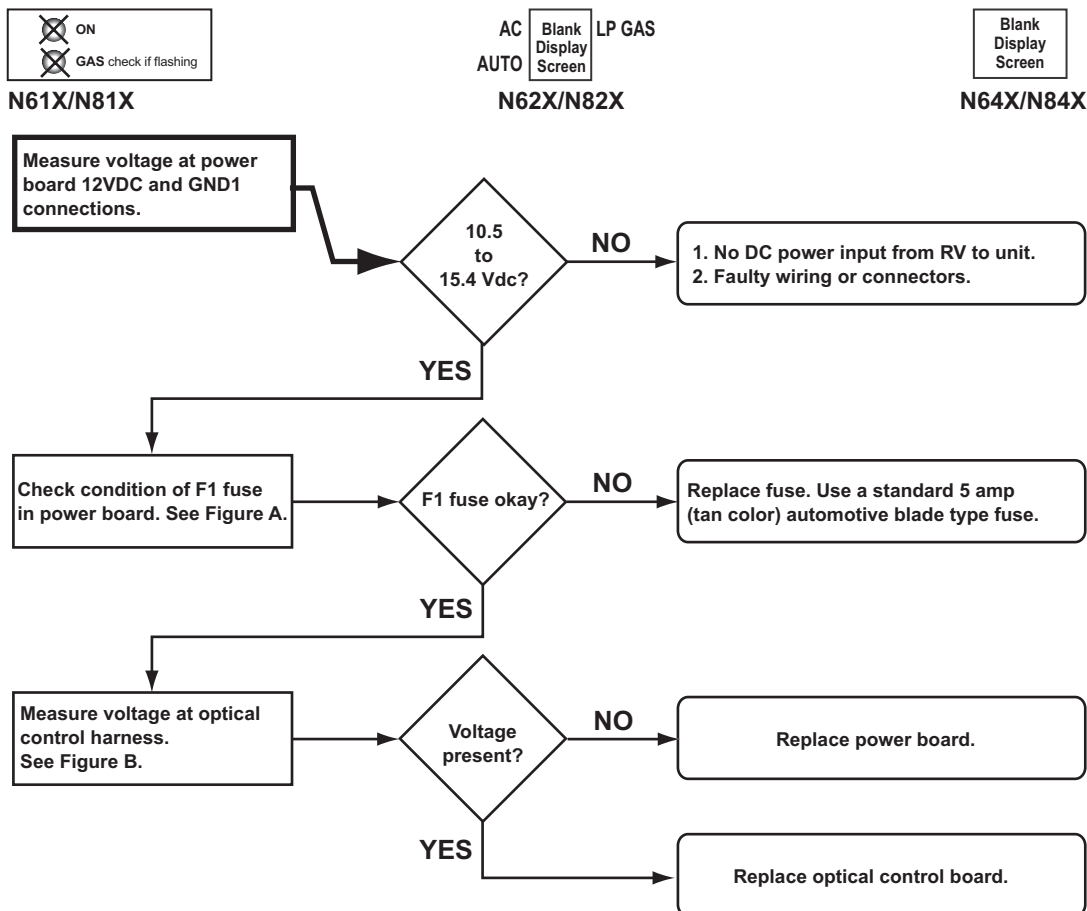 ON
GAS check if flashing
N61X/N81X
AC
AUTO
Blank
Display
Screen
LP GAS
N62X/N82X
Blank
Display
Screen
N64X/N84X
Measure voltage at power
board 12VDC and GND1
connections.
10.5
to
15.4 Vdc?
NO
1. No DC power input from RV to unit.
2. Faulty wiring or connectors.
YES
Check condition of F1 fuse
in power board. See Figure A.
F1 fuse okay?
NO
Replace fuse. Use a standard 5 amp
(tan color) automotive blade type fuse.
YES
Measure voltage at optical
control harness.
See Figure B.
Voltage
present?
NO
Replace power board.
YES
Replace optical control board.